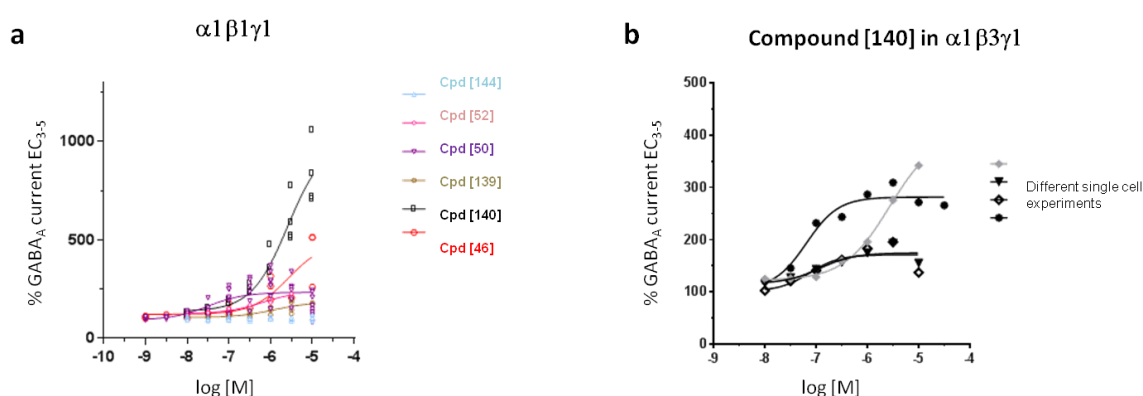 a
α1β1γ1
% GABA_A current EC₃₋₅
1000
500
0
-10 -9 -8 -7 -6 -5 -4
log [M]
Cpd [144]
Cpd [52]
Cpd [50]
Cpd [139]
Cpd [140]
Cpd [46]
b
Compound [140] in α1β3γ1
% GABA_A current EC₃₋₅
500
400
300
200
100
0
-9 -8 -7 -6 -5 -4
log [M]
Different single cell
experiments